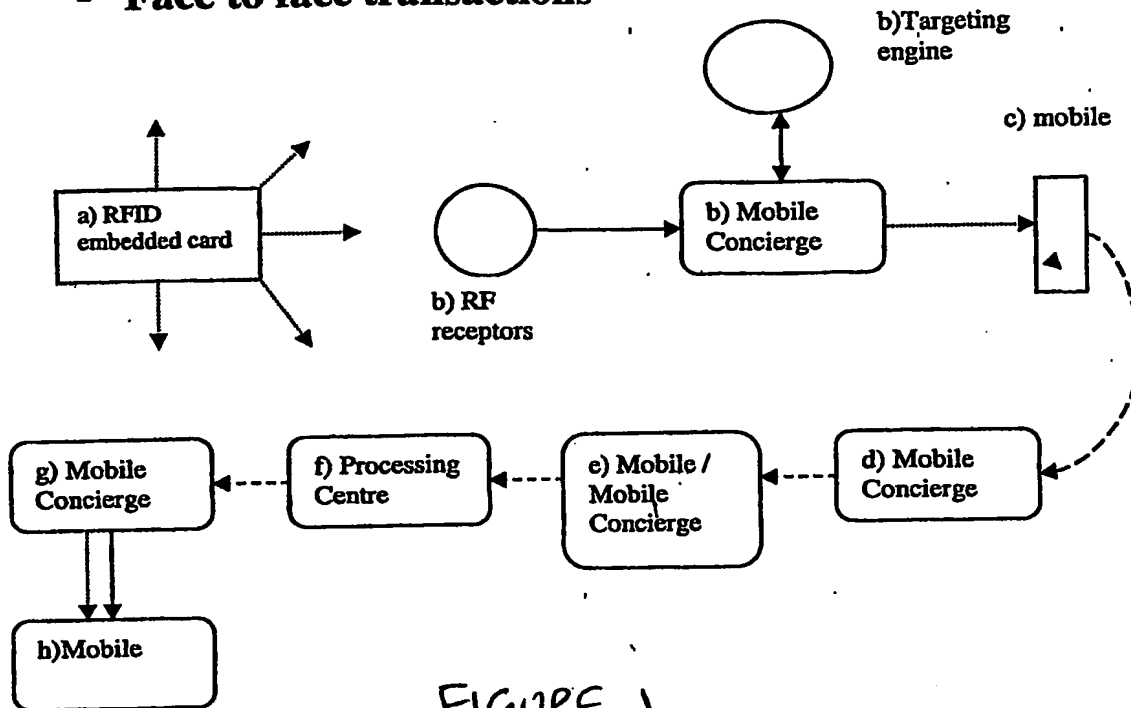 - Face to face transactions
b)Targeting
engine
c) mobile
a) RFID
embedded card
b) RF
receptors
b) Mobile
Concierge
g) Mobile
Concierge
f) Processing
Centre
e) Mobile /
Mobile
Concierge
d) Mobile
Concierge
h)Mobile
FIGURE 1